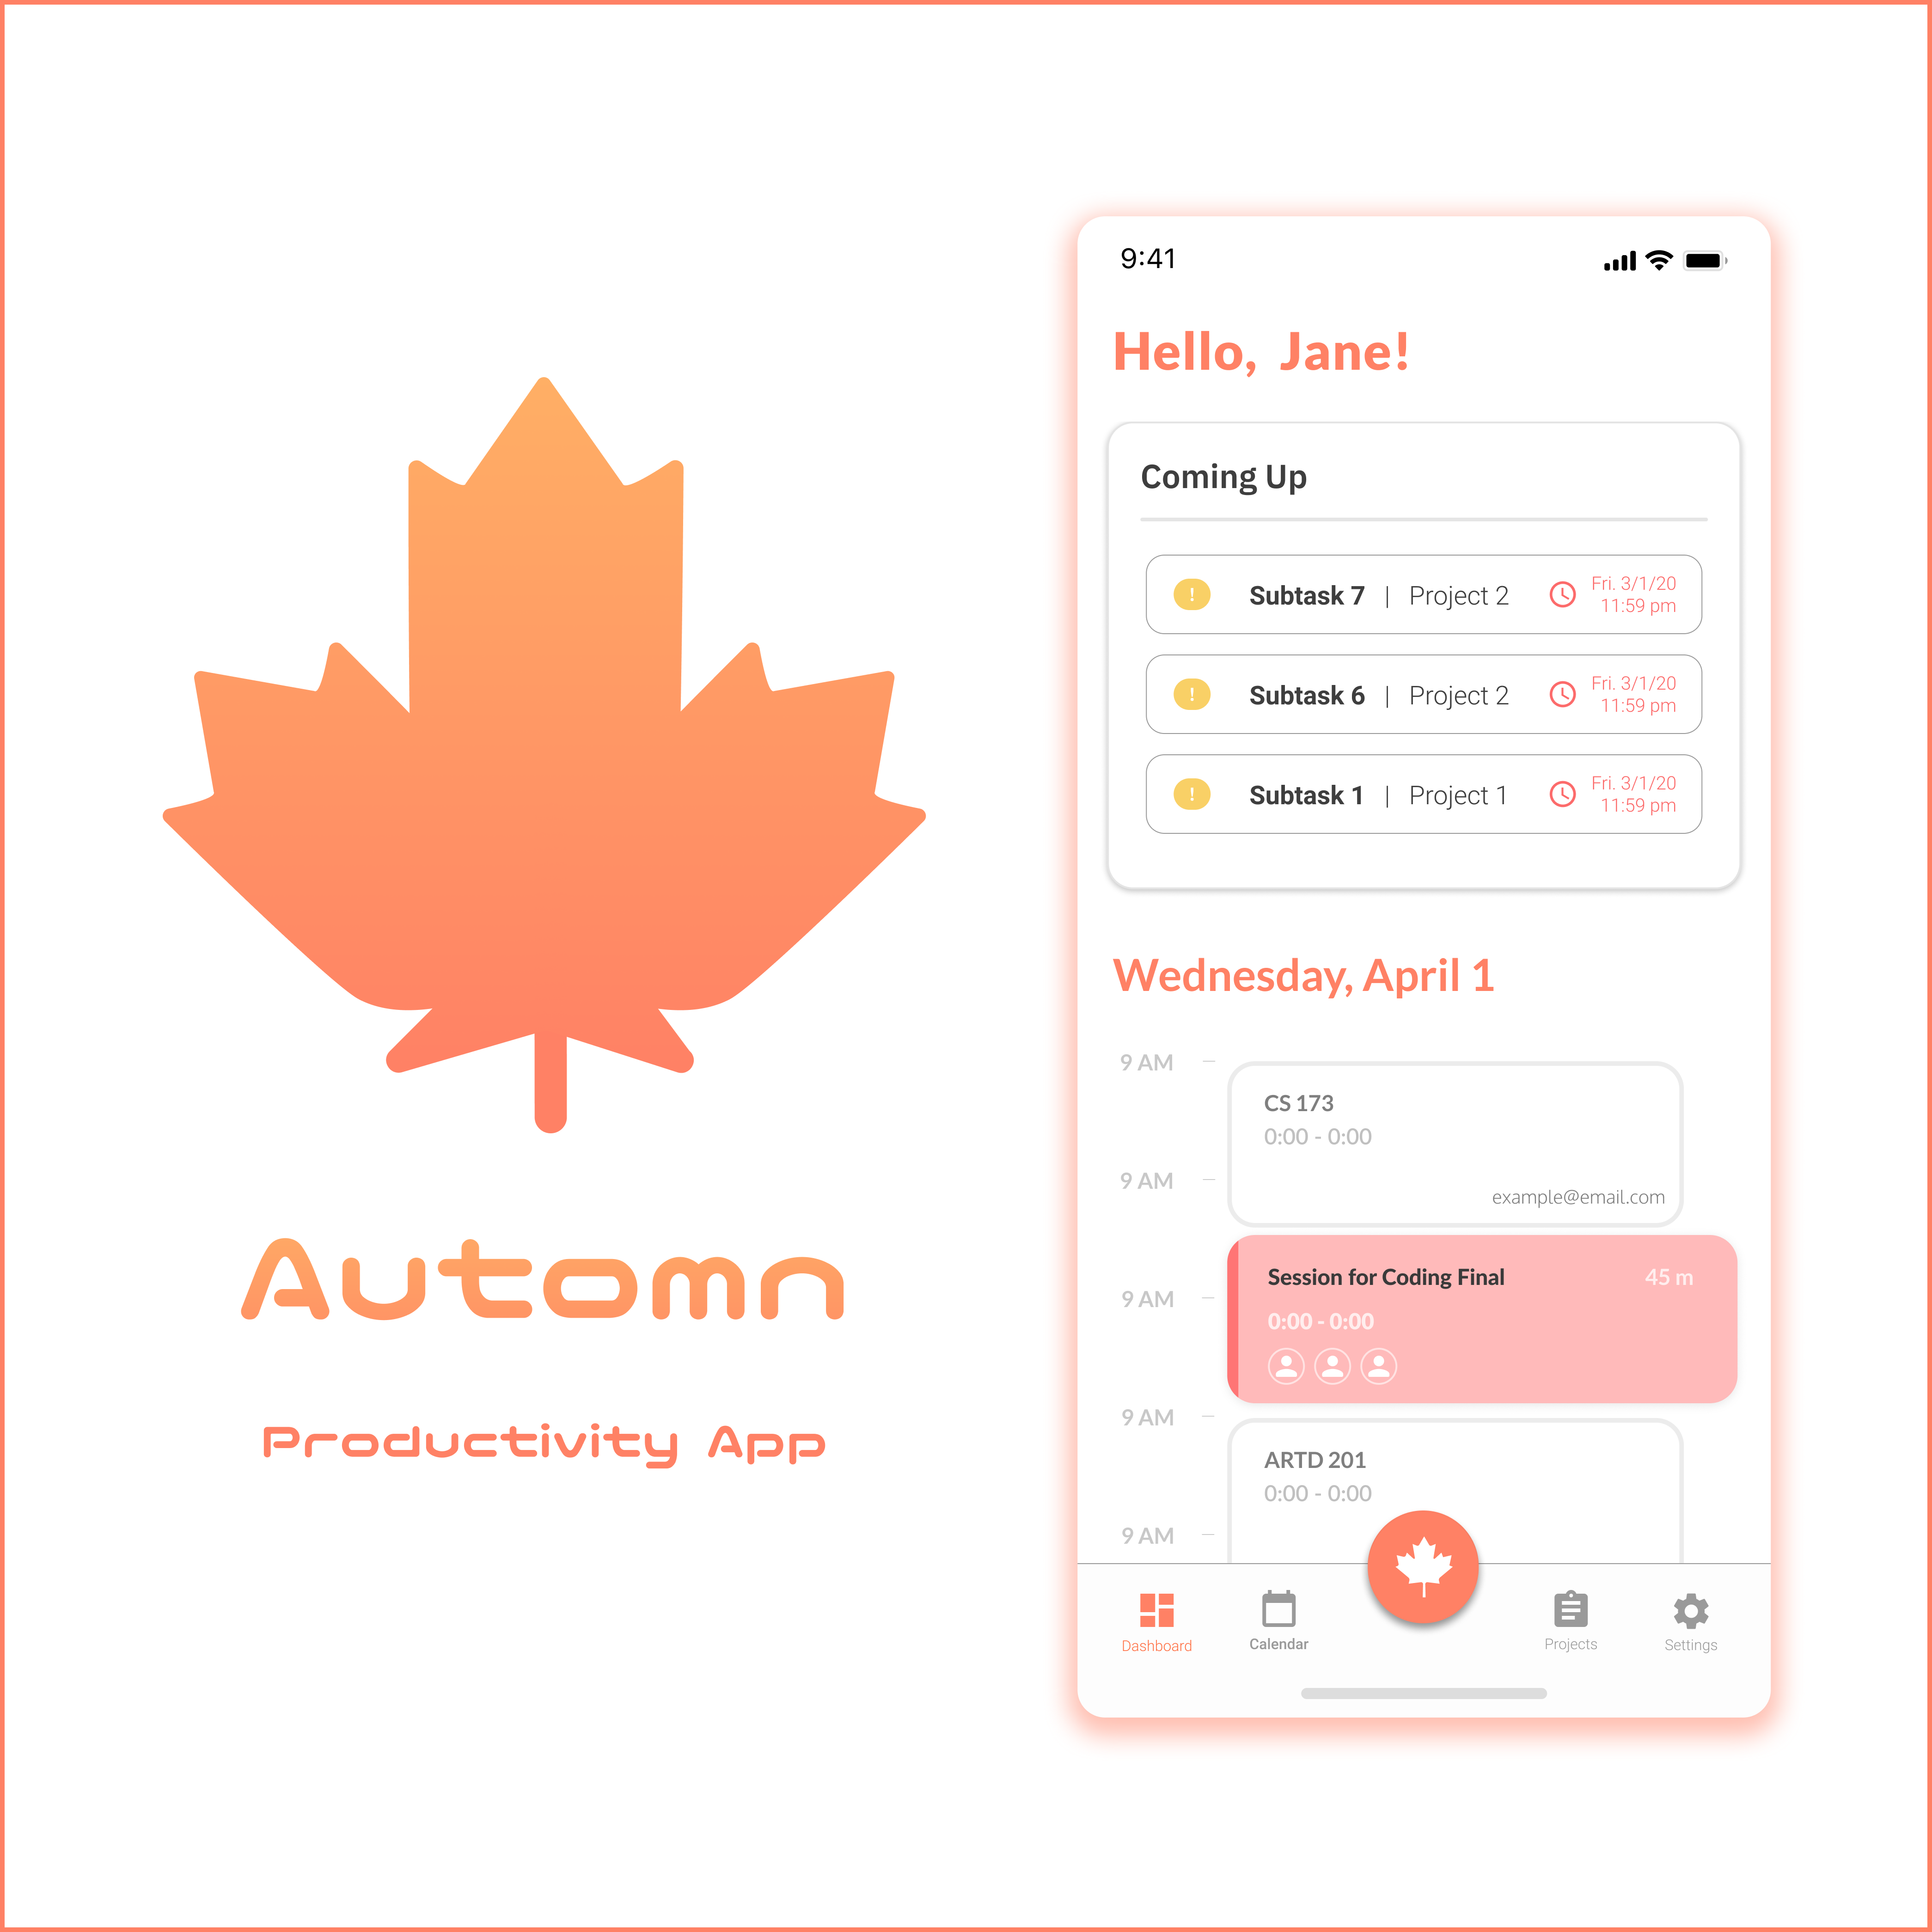 Automn
Productivity App
9:41
Hello, Jane!
Coming Up
! Subtask 7 | Project 2 Fri. 3/1/20
11:59 pm
! Subtask 6 | Project 2 Fri. 3/1/20
11:59 pm
! Subtask 1 | Project 1 Fri. 3/1/20
11:59 pm
Wednesday, April 1
9 AM
CS 173
0:00 - 0:00
9 AM
example@email.com
Session for Coding Final 45 m
9 AM
0:00 - 0:00
9 AM
ARTD 201
0:00 - 0:00
9 AM
Dashboard Calendar Projects Settings